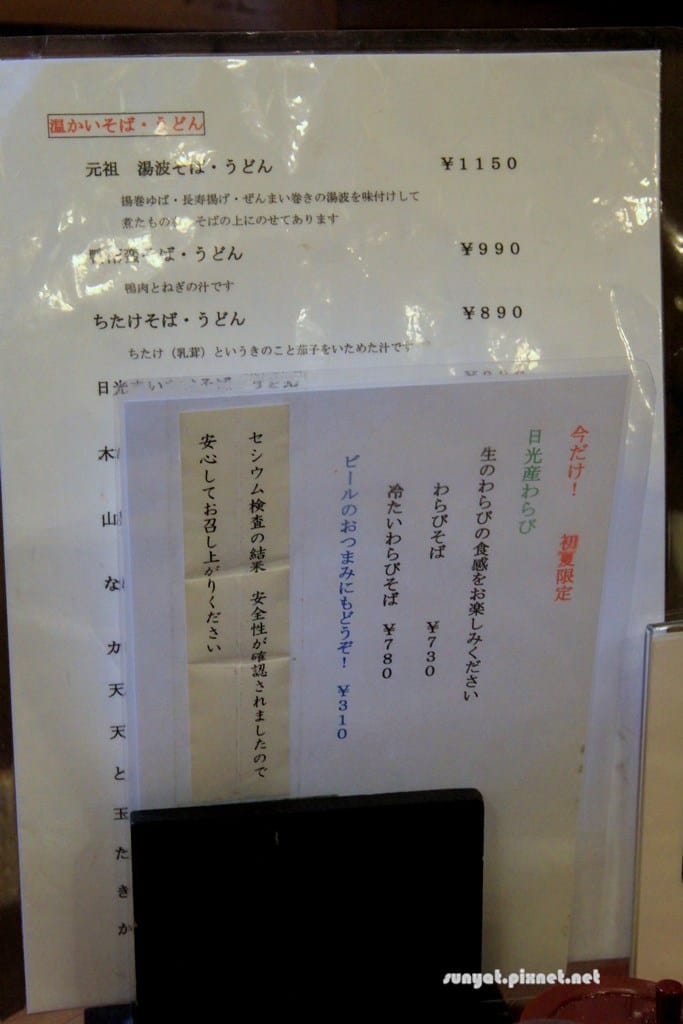 温かいそば・うどん
元祖 湯波そば・うどん ￥1150
揚巻ゆば・長寿揚げ・ぜんまい巻きの湯波を味付けして
煮たものを そばの上にのせてあります
そば・うどん ￥990
鴨肉とねぎの汁です
ちたけそば・うどん ￥890
ちたけ（乳茸）というきのこと茄子をいためた汁です
日光
木
山
な
カ
天
天
と
玉
た
き
か
今だけ！ 初夏限定
日光産わらび
生のわらびの食感をお楽しみください
わらびそば ￥730
冷たいわらびそば ￥780
ビールのおつまみにもどうぞ！ ￥310
セシウム検査の結果 安全性が確認されましたので
安心してお召し上がりください
sunyat.pixnet.net